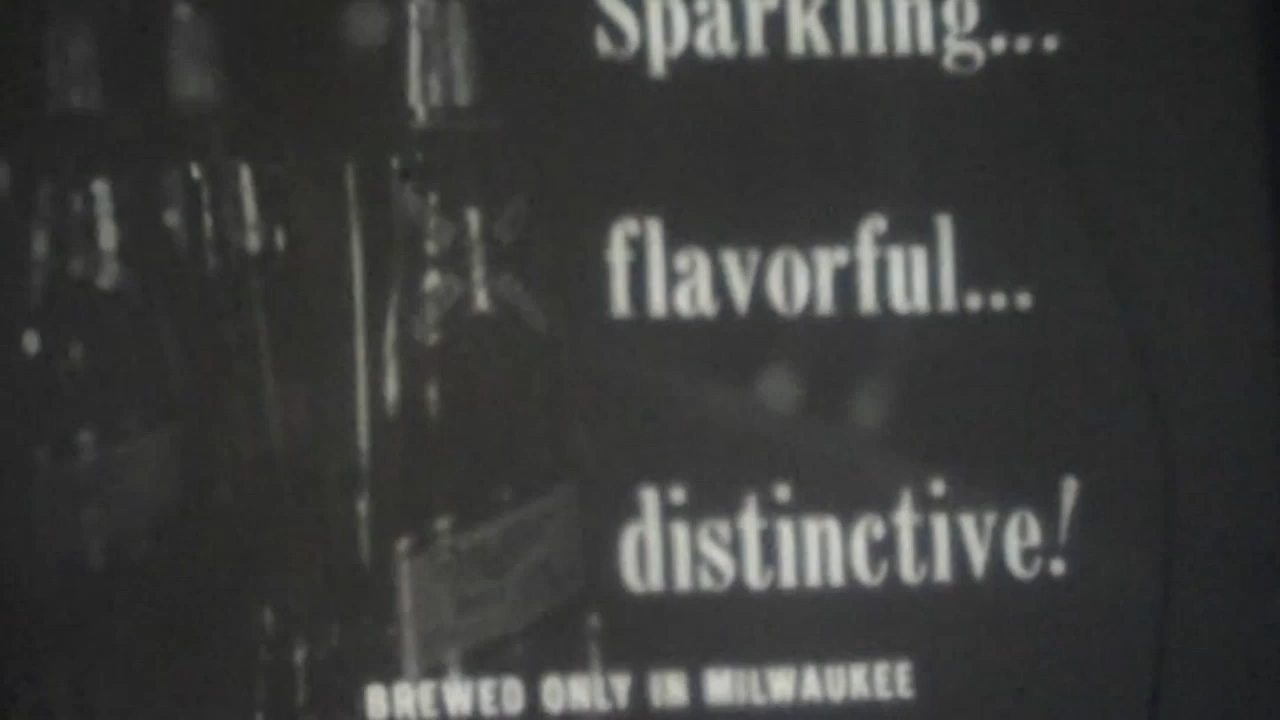 Sparkling...
flavorful...
distinctive!
BREWED ONLY IN MILWAUKEE